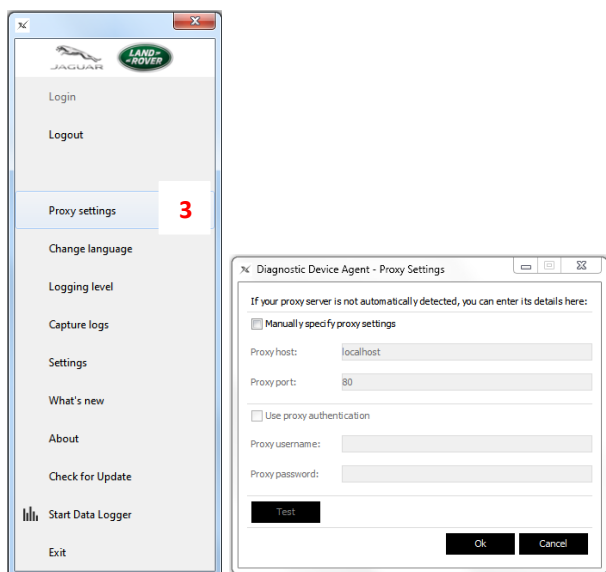 JAGUAR
LAND-
-ROVER
Login
Logout
Proxy settings
3
Change language
Logging level
Capture logs
Settings
What's new
About
Check for Update
Start Data Logger
Exit
Diagnostic Device Agent - Proxy Settings
If your proxy server is not automatically detected, you can enter its details here:
Manually specify proxy settings
Proxy host: localhost
Proxy port: 80
Use proxy authentication
Proxy username:
Proxy password:
Test
Ok Cancel